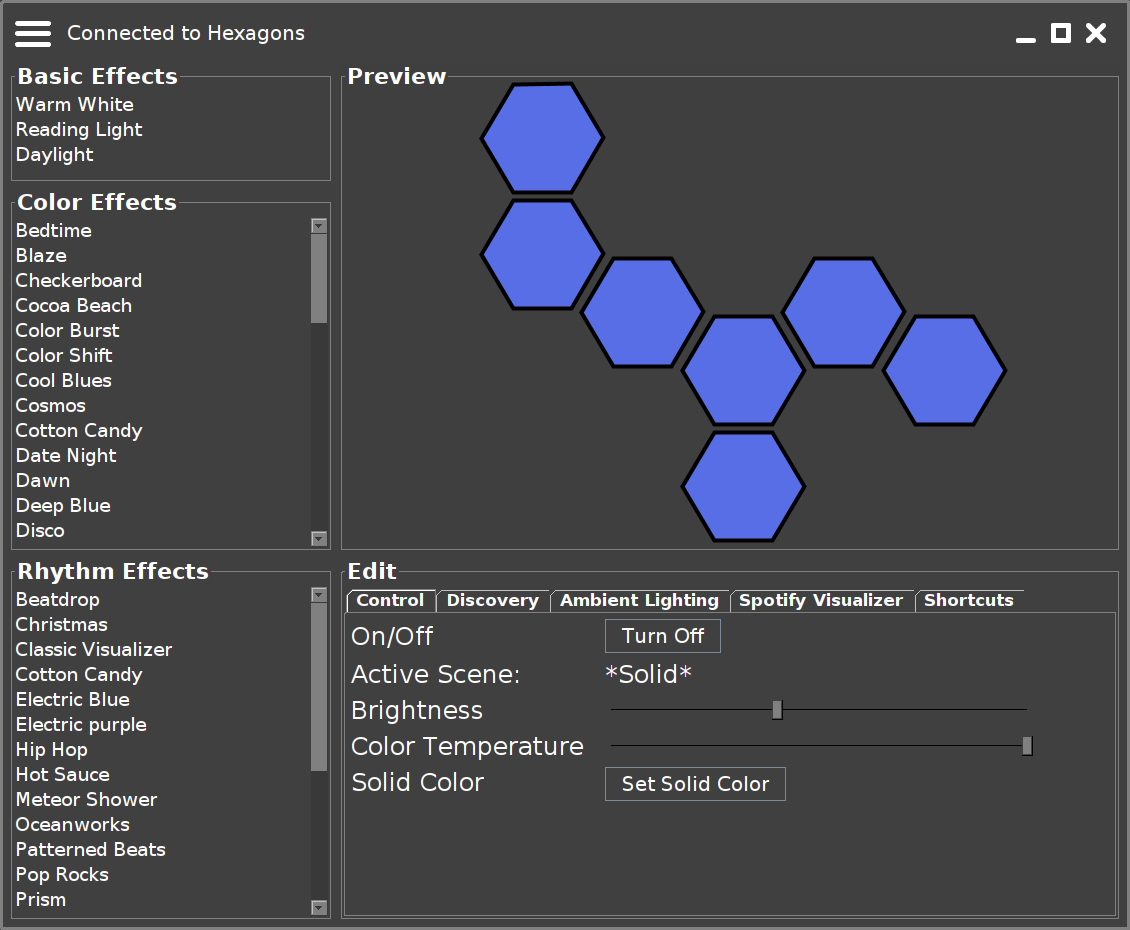 Connected to Hexagons
Basic Effects
Warm White
Reading Light
Daylight
Color Effects
Bedtime
Blaze
Checkerboard
Cocoa Beach
Color Burst
Color Shift
Cool Blues
Cosmos
Cotton Candy
Date Night
Dawn
Deep Blue
Disco
Rhythm Effects
Beatdrop
Christmas
Classic Visualizer
Cotton Candy
Electric Blue
Electric purple
Hip Hop
Hot Sauce
Meteor Shower
Oceanworks
Patterned Beats
Pop Rocks
Prism
Preview
Edit
Control Discovery Ambient Lighting Spotify Visualizer Shortcuts
On/Off Turn Off
Active Scene: *Solid*
Brightness
Color Temperature
Solid Color Set Solid Color